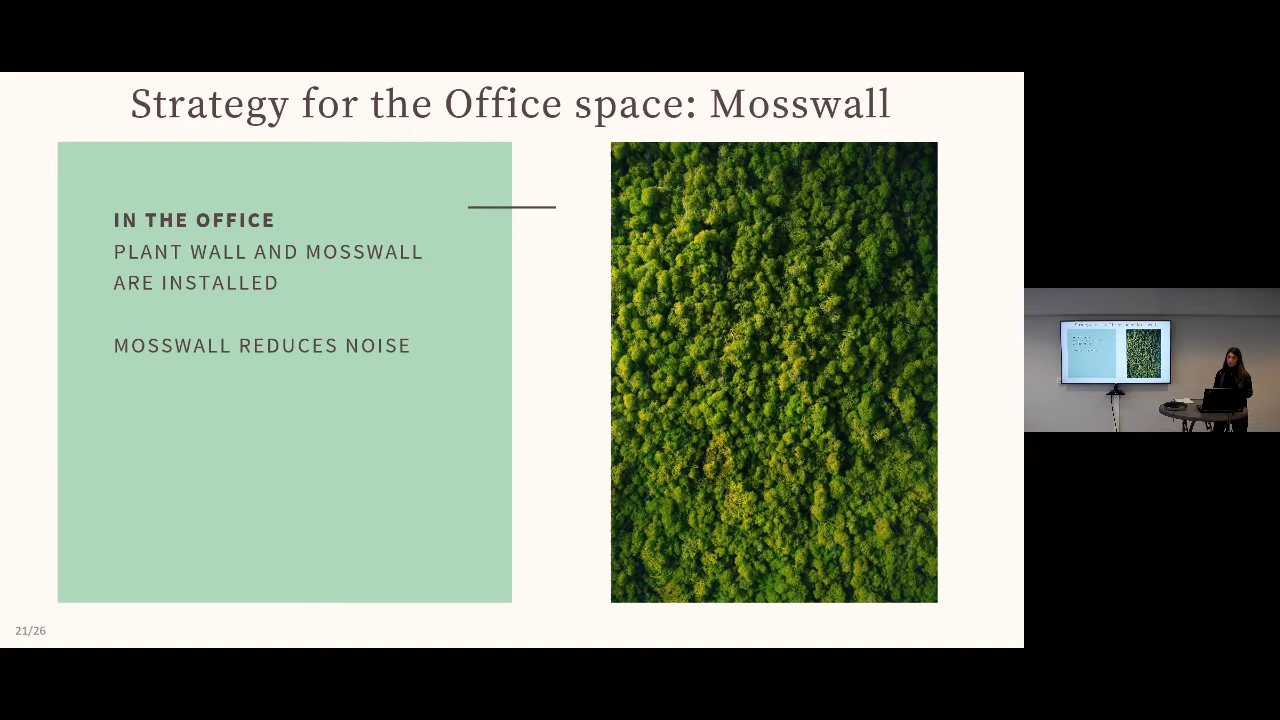 Strategy for the Office space: Mosswall
IN THE OFFICE
PLANT WALL AND MOSSWALL
ARE INSTALLED
MOSSWALL REDUCES NOISE
21/26